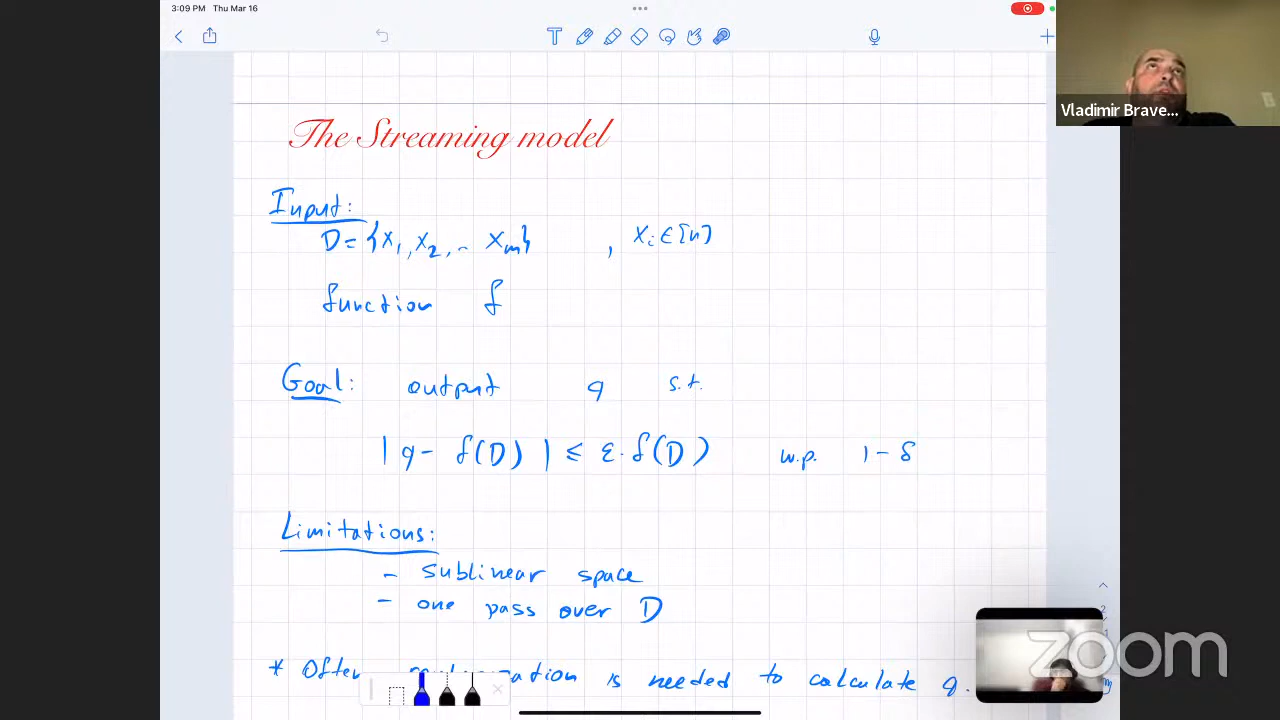 3:09 PM Thu Mar 16
Vladimir Brave...
The Streaming model
Input:
D = {x₁, x₂, .. xₘ} , xᵢ ∈ [n]
function f
Goal: output q s.t.
| q - f(D) | ≤ ε · f(D) w.p. 1 - δ
Limitations:
- sublinear space
- one pass over D
* Often is needed to calculate q.
zoom